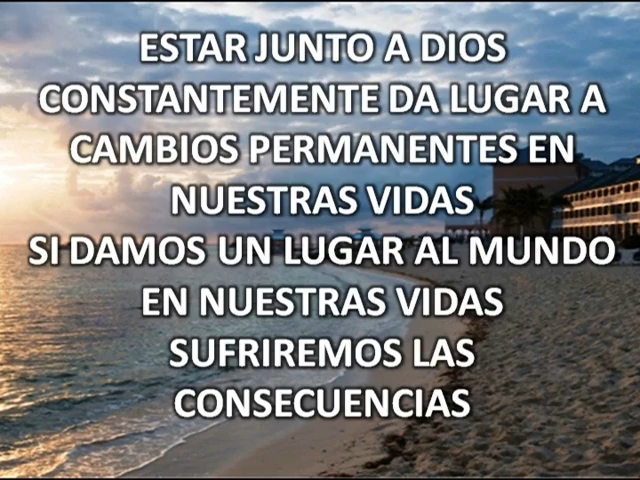 ESTAR JUNTO A DIOS
CONSTANTEMENTE DA LUGAR A
CAMBIOS PERMANENTES EN
NUESTRAS VIDAS
SI DAMOS UN LUGAR AL MUNDO
EN NUESTRAS VIDAS
SUFRIREMOS LAS
CONSECUENCIAS